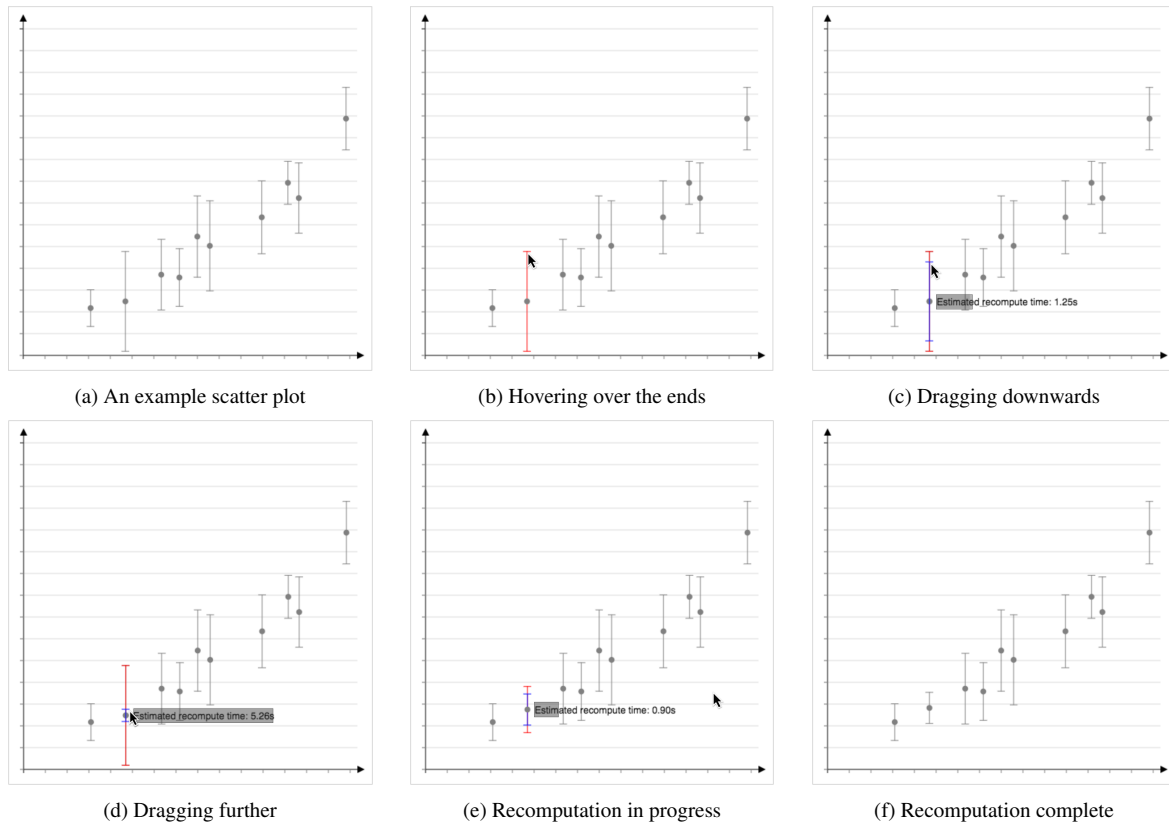 Estimated recompute time: 1.25s
(a) An example scatter plot
(b) Hovering over the ends
(c) Dragging downwards
Estimated recompute time: 5.26s
Estimated recompute time: 0.90s
(d) Dragging further
(e) Recomputation in progress
(f) Recomputation complete